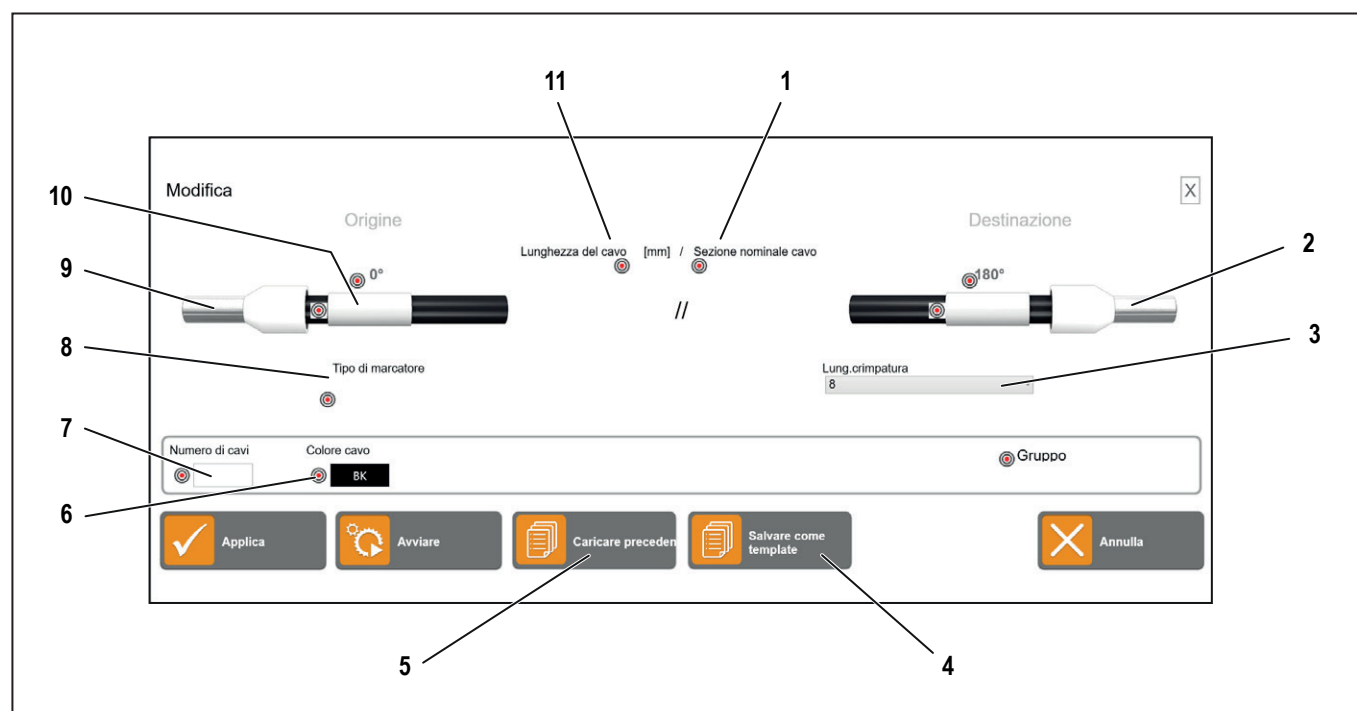 11 1
Modifica X
10
Origine Destinazione
Lunghezza del cavo [mm] / Sezione nominale cavo
2
9
0° 180°
//
8
Tipo di marcatore Lung.crimpatura
3
8
7
Numero di cavi Colore cavo Gruppo
BK
6
Applica Avviare Caricare preceden Salvare come template Annulla
5 4